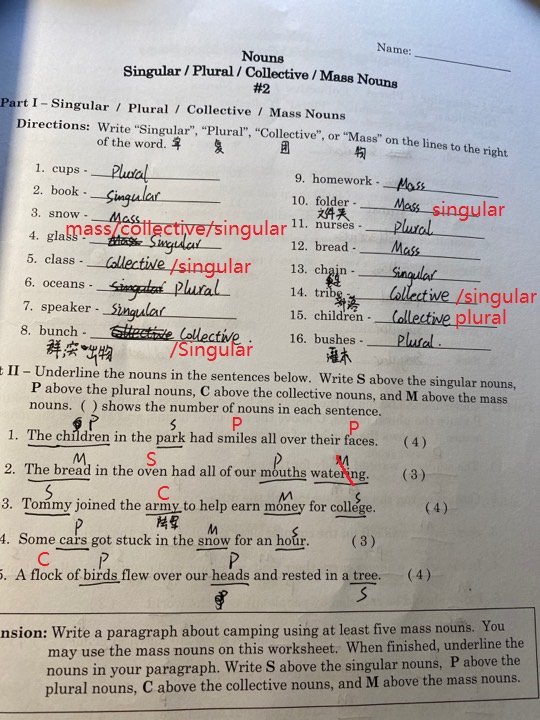 Name:
Nouns
Singular / Plural / Collective / Mass Nouns
#2
Part I – Singular / Plural / Collective / Mass Nouns
Directions: Write "Singular", "Plural", "Collective", or "Mass" on the lines to the right
of the word. 单 复 团 物
1. cups - Plural
2. book - Singular
3. snow - Mass
mass/collective/singular
4. glass - Mass Singular
5. class - Collective /singular
6. oceans - Singular Plural
7. speaker - Singular
8. bunch - Collective Collective.
/Singular
9. homework - Mass
10. folder - Mass singular
文件夹
11. nurses - Plural
12. bread - Mass
13. chain - Singular
14. tribe - Collective /singular
部落
15. children - Collective plural
16. bushes - Plural.
灌木
t II – Underline the nouns in the sentences below. Write S above the singular nouns,
P above the plural nouns, C above the collective nouns, and M above the mass
nouns. ( ) shows the number of nouns in each sentence.
P S P P
1. The children in the park had smiles all over their faces. (4)
M S P M
2. The bread in the oven had all of our mouths watering. (3)
S C M S
3. Tommy joined the army to help earn money for college. (4)
陆军
P M S
4. Some cars got stuck in the snow for an hour. (3)
C P P
5. A flock of birds flew over our heads and rested in a tree. (4)
S
nsion: Write a paragraph about camping using at least five mass nouns. You
may use the mass nouns on this worksheet. When finished, underline the
nouns in your paragraph. Write S above the singular nouns, P above the
plural nouns, C above the collective nouns, and M above the mass nouns.